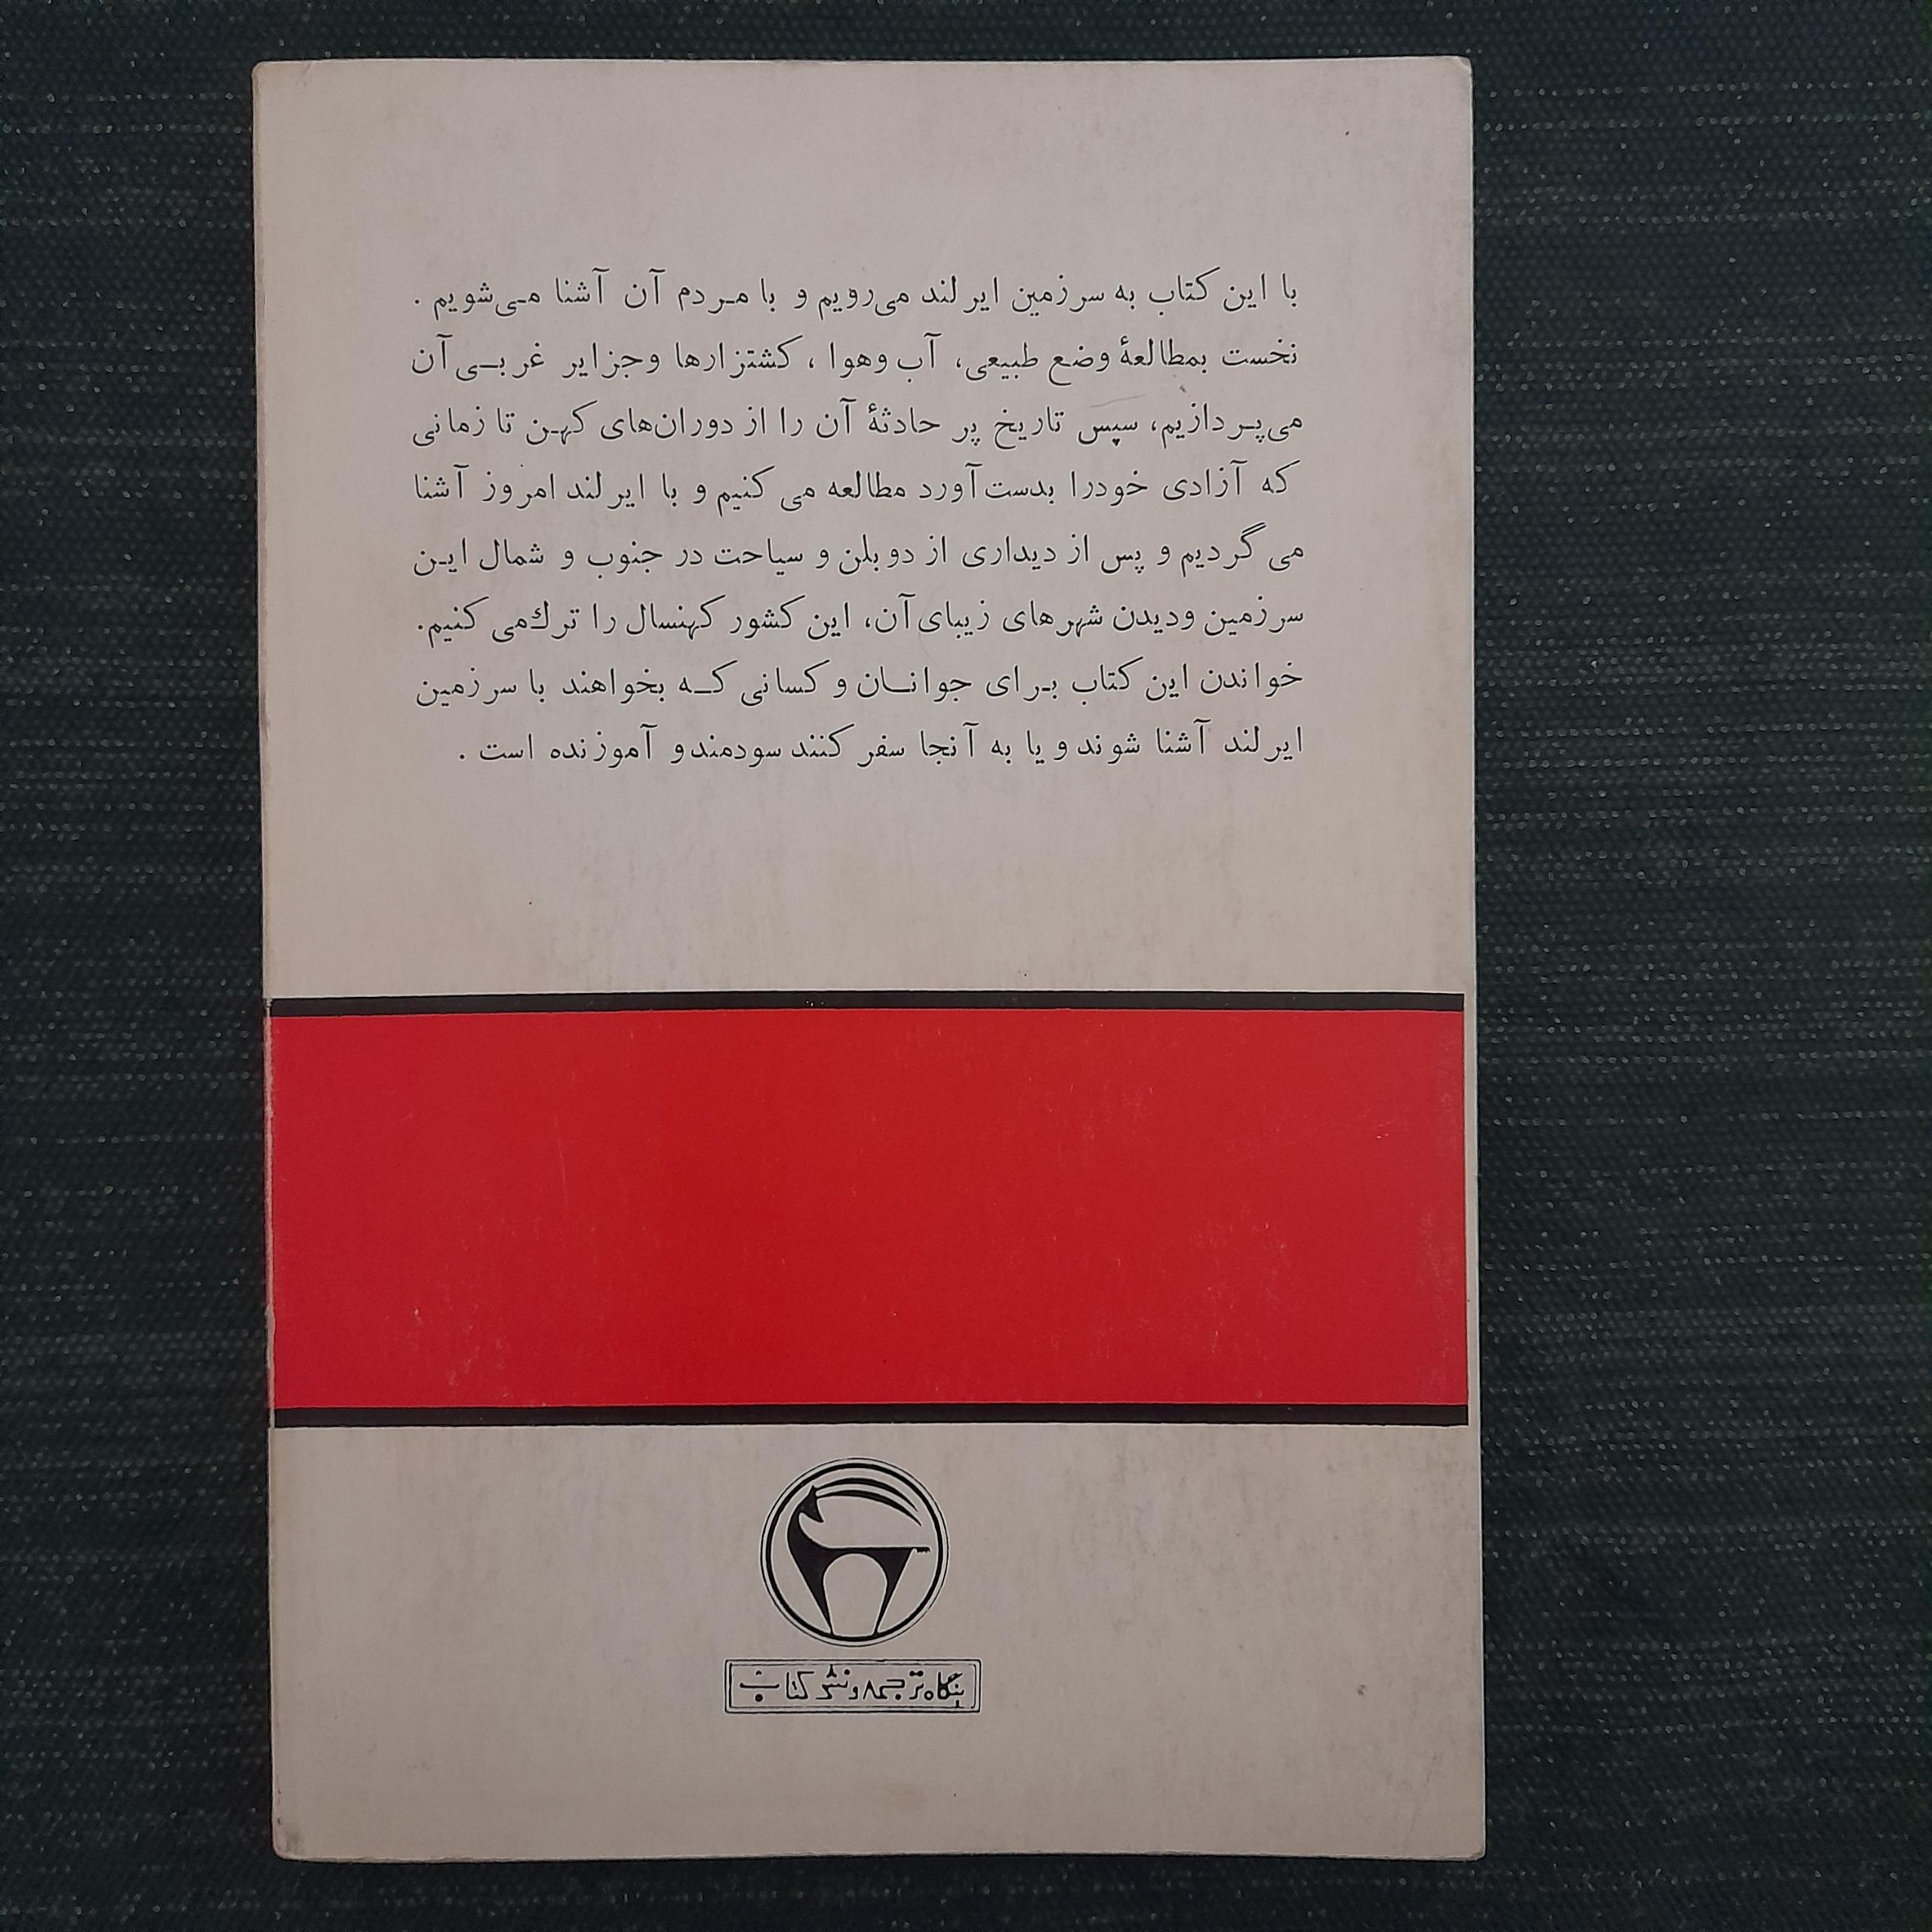 با این کتاب به سرزمین ایرلند می‌رویم و با مردم آن آشنا می‌شویم .
نخست بمطالعهٔ وضع طبیعی، آب وهوا ، کشتزارها وجزایر غربی آن
می‌پردازیم، سپس تاریخ پر حادثهٔ آن را از دوران‌های کهن تا زمانی
که آزادی خودرا بدست آورد مطالعه می کنیم و با ایرلند امروز آشنا
می گردیم و پس از دیداری از دوبلن و سیاحت در جنوب و شمال این
سرزمین ودیدن شهرهای زیبای آن، این کشور کهنسال را ترك می کنیم.
خواندن این کتاب برای جوانان و کسانی که بخواهند با سرزمین
ایرلند آشنا شوند و یا به آنجا سفر کنند سودمند و آموزنده است .
بنگاه ترجمه و نشر کتاب